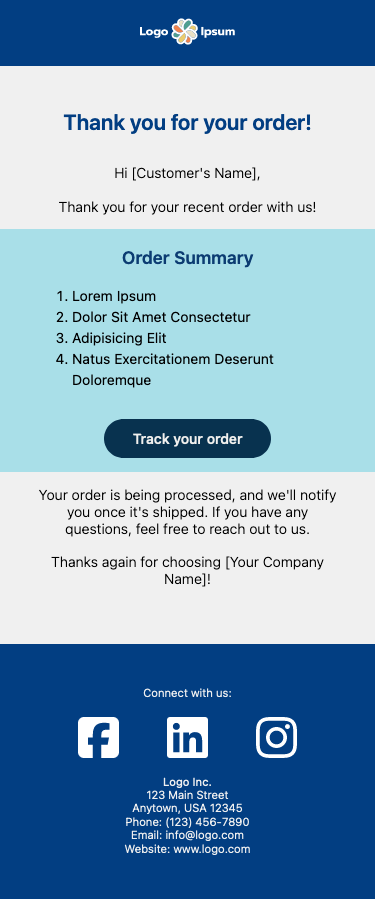 Logo Ipsum
Thank you for your order!
Hi [Customer's Name],
Thank you for your recent order with us!
Order Summary
1. Lorem Ipsum
2. Dolor Sit Amet Consectetur
3. Adipisicing Elit
4. Natus Exercitationem Deserunt
Doloremque
Track your order
Your order is being processed, and we'll notify
you once it's shipped. If you have any
questions, feel free to reach out to us.
Thanks again for choosing [Your Company
Name]!
Connect with us:
Logo Inc.
123 Main Street
Anytown, USA 12345
Phone: (123) 456-7890
Email: info@logo.com
Website: www.logo.com